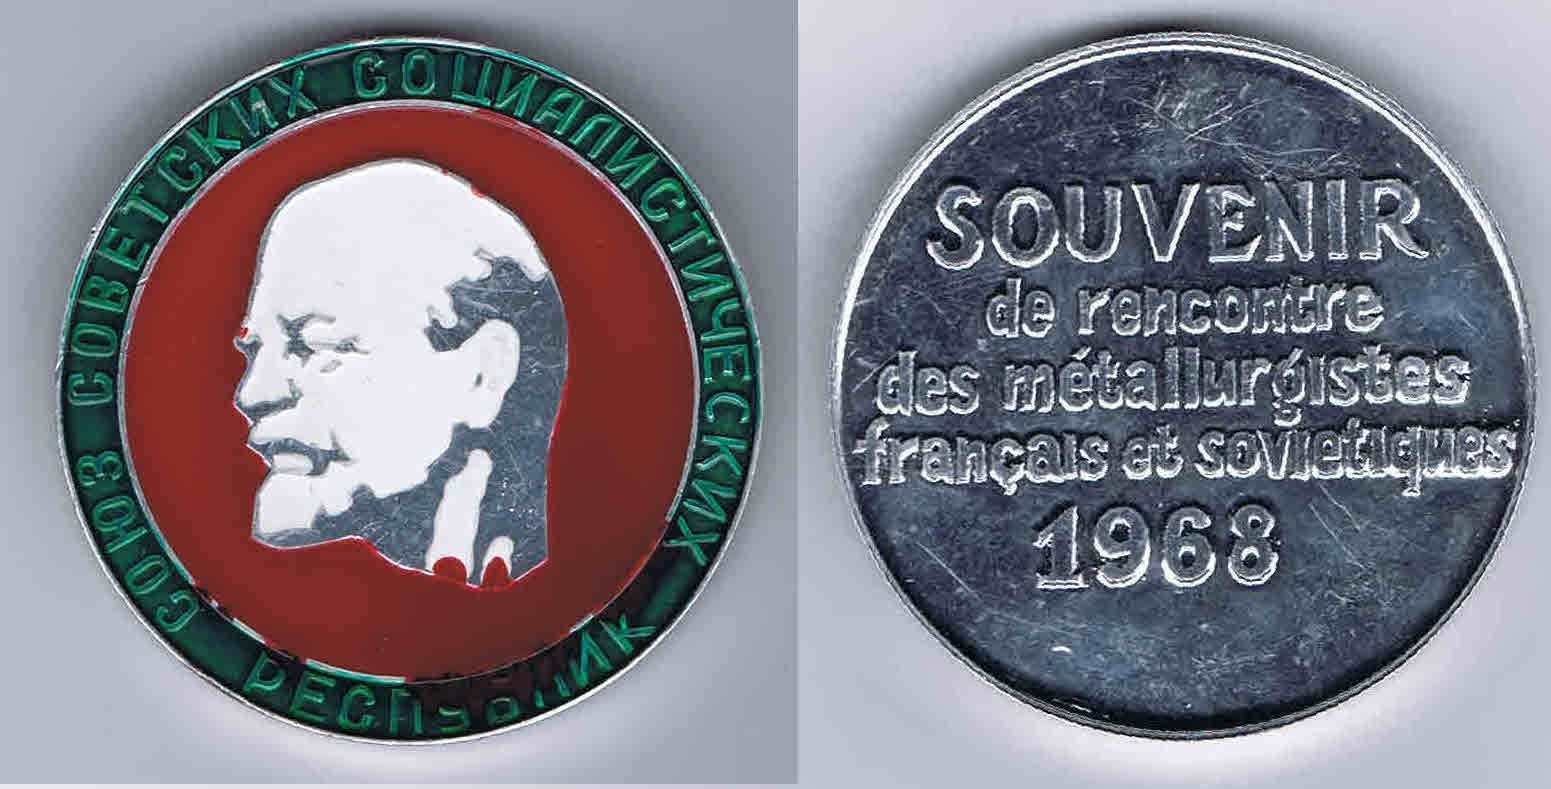 СОЮЗ СОВЕТСКИХ СОЦИАЛИСТИЧЕСКИХ РЕСПУБЛИК
SOUVENIR
de rencontre
des métallurgistes
français et soviétiques
1968